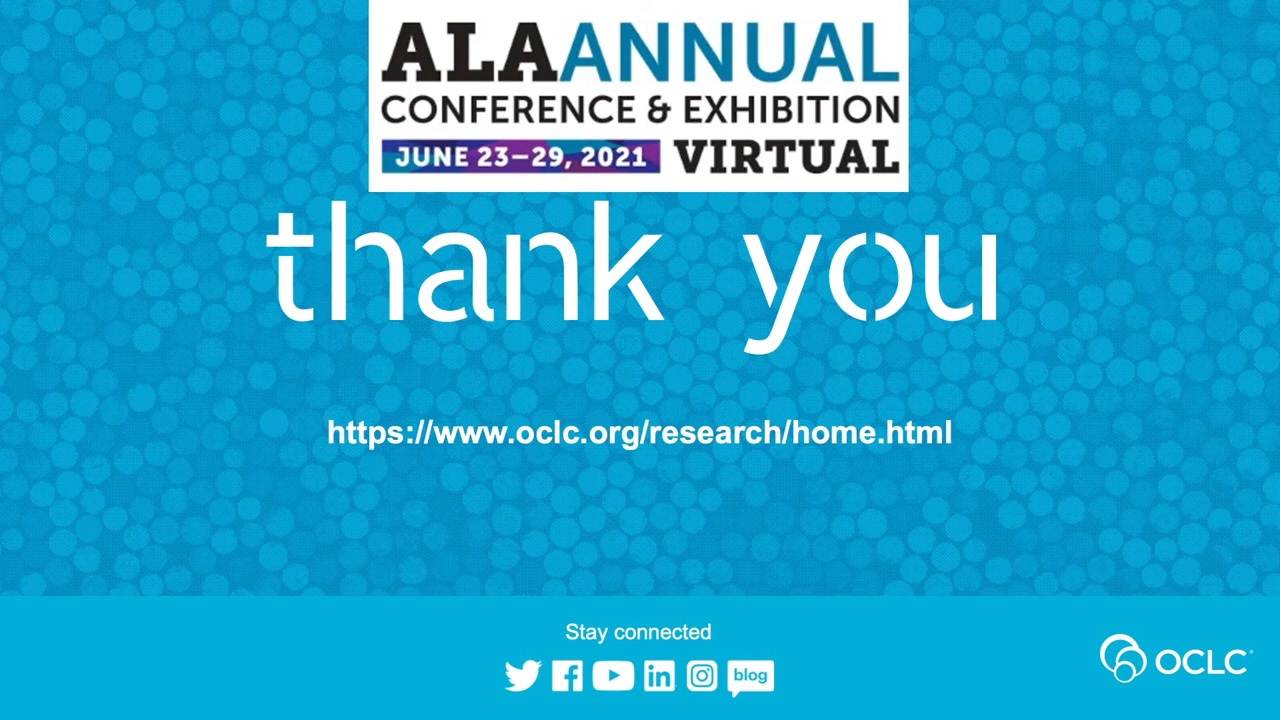 ALAANNUAL
CONFERENCE & EXHIBITION
JUNE 23–29, 2021 VIRTUAL
thank you
https://www.oclc.org/research/home.html
Stay connected
blog
OCLC®